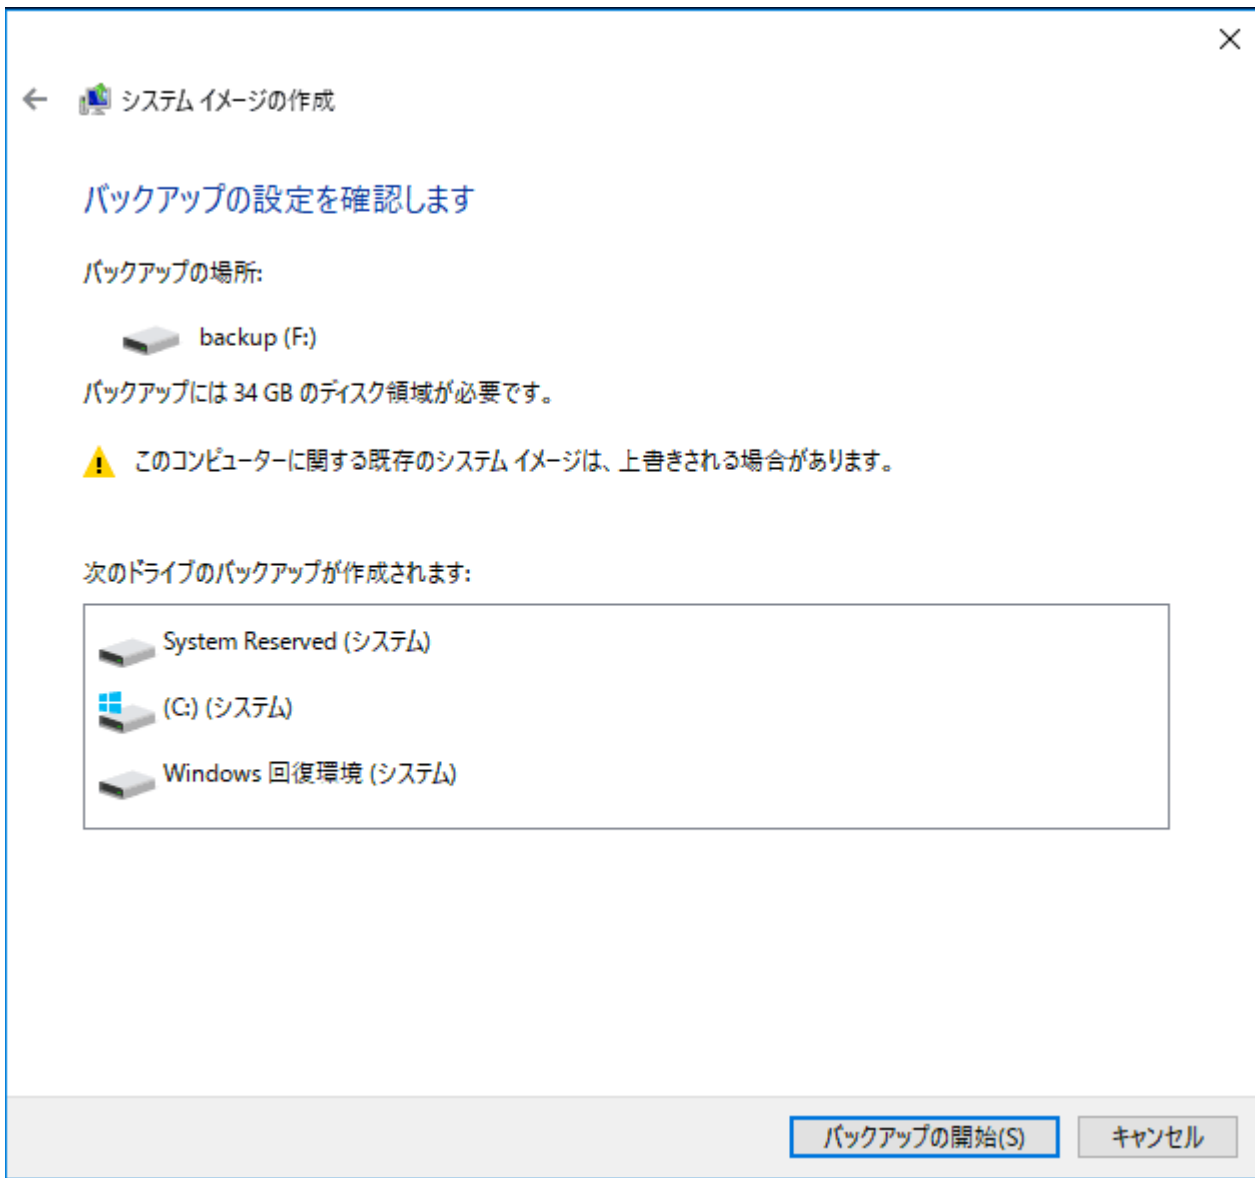 システム イメージの作成
バックアップの設定を確認します
バックアップの場所:
backup (F:)
バックアップには 34 GB のディスク領域が必要です。
このコンピューターに関する既存のシステム イメージは、上書きされる場合があります。
次のドライブのバックアップが作成されます:
System Reserved (システム)
(C:) (システム)
Windows 回復環境 (システム)
バックアップの開始(S)
キャンセル